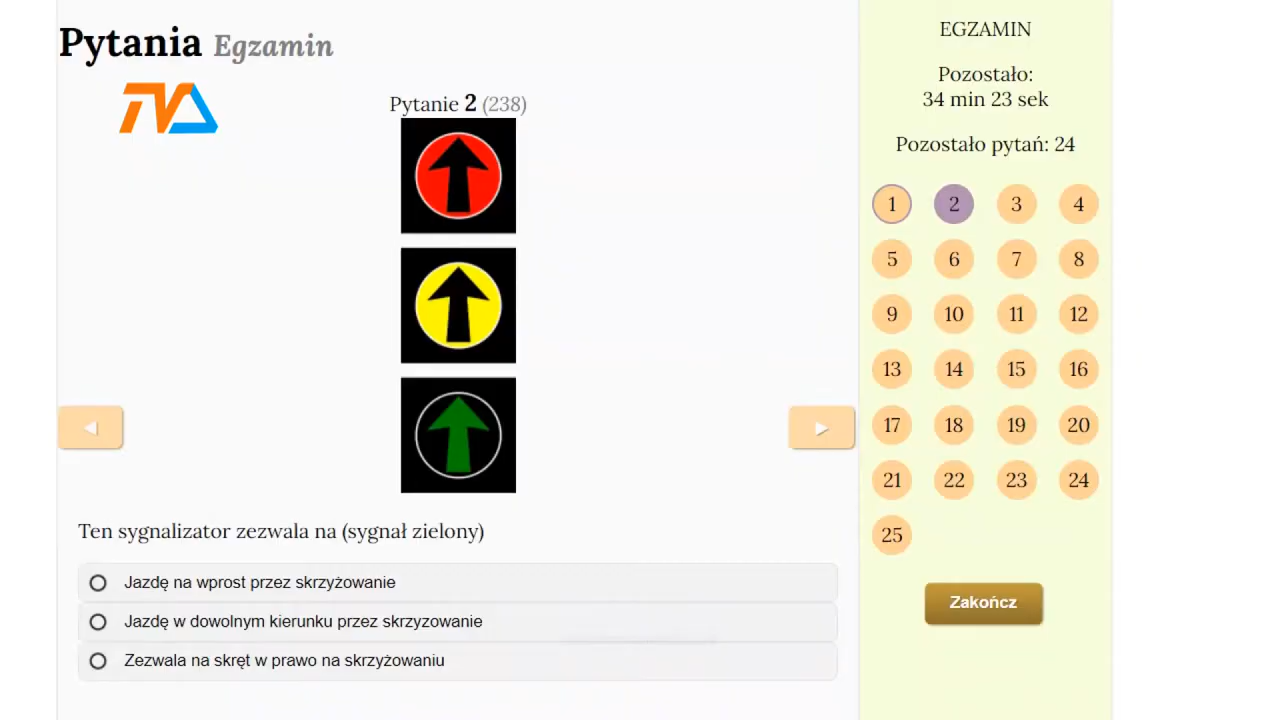 Pytania Egzamin
TVA
Pytanie 2 (238)
Ten sygnalizator zezwala na (sygnał zielony)
Jazdę na wprost przez skrzyżowanie
Jazdę w dowolnym kierunku przez skrzyzowanie
Zezwala na skręt w prawo na skrzyżowaniu
EGZAMIN
Pozostało:
34 min 23 sek
Pozostało pytań: 24
1 2 3 4
5 6 7 8
9 10 11 12
13 14 15 16
17 18 19 20
21 22 23 24
25
Zakończ